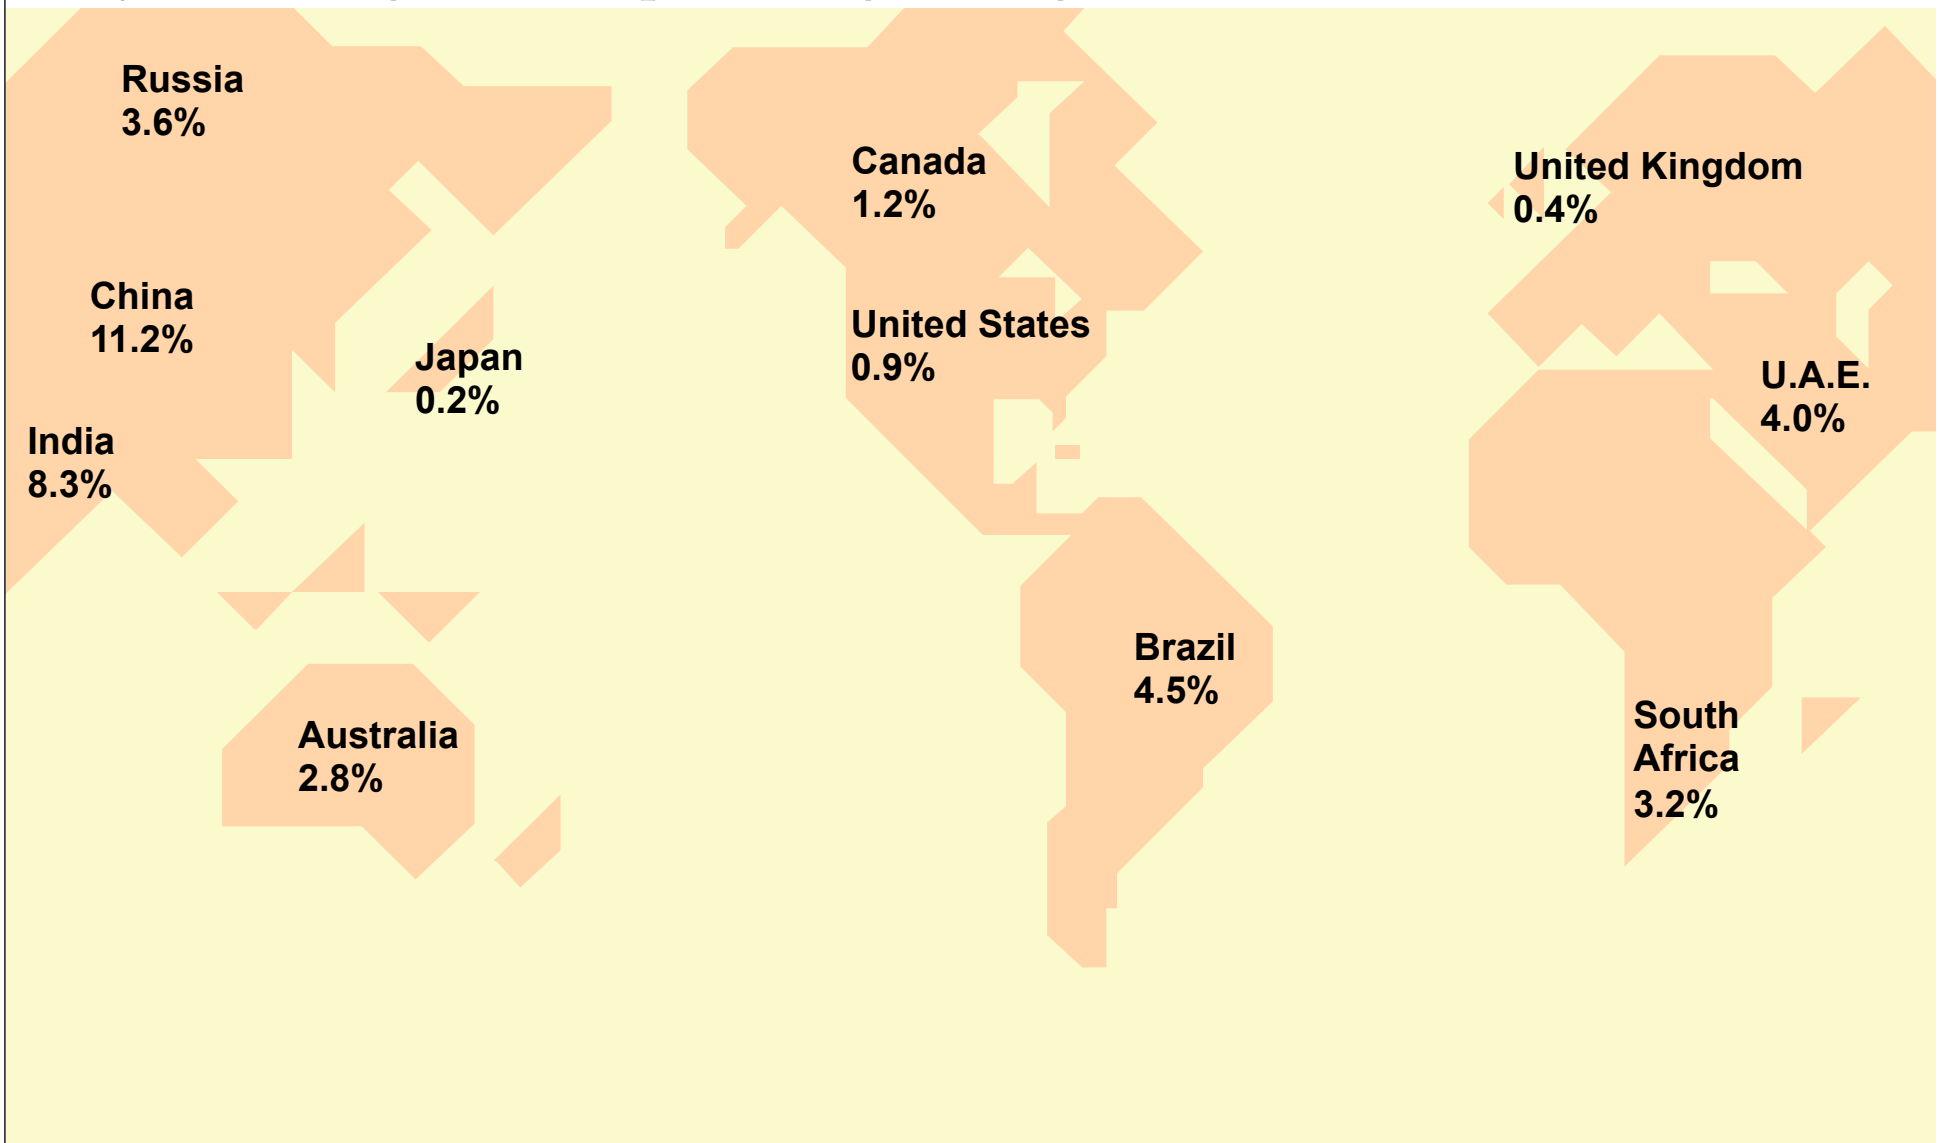 Russia
3.6%
Canada
1.2%
United Kingdom
0.4%
China
11.2%
Japan
0.2%
United States
0.9%
U.A.E.
4.0%
India
8.3%
Brazil
4.5%
Australia
2.8%
South
Africa
3.2%